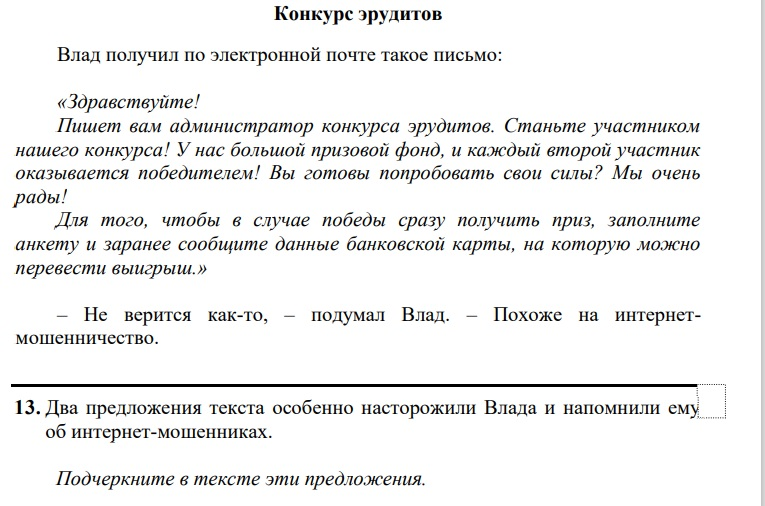 Конкурс эрудитов
Влад получил по электронной почте такое письмо:
«Здравствуйте!
Пишет вам администратор конкурса эрудитов. Станьте участником
нашего конкурса! У нас большой призовой фонд, и каждый второй участник
оказывается победителем! Вы готовы попробовать свои силы? Мы очень
рады!
Для того, чтобы в случае победы сразу получить приз, заполните
анкету и заранее сообщите данные банковской карты, на которую можно
перевести выигрыш.»
– Не верится как-то, – подумал Влад. – Похоже на интернет-
мошенничество.
13. Два предложения текста особенно насторожили Влада и напомнили ему
об интернет-мошенниках.
Подчеркните в тексте эти предложения.